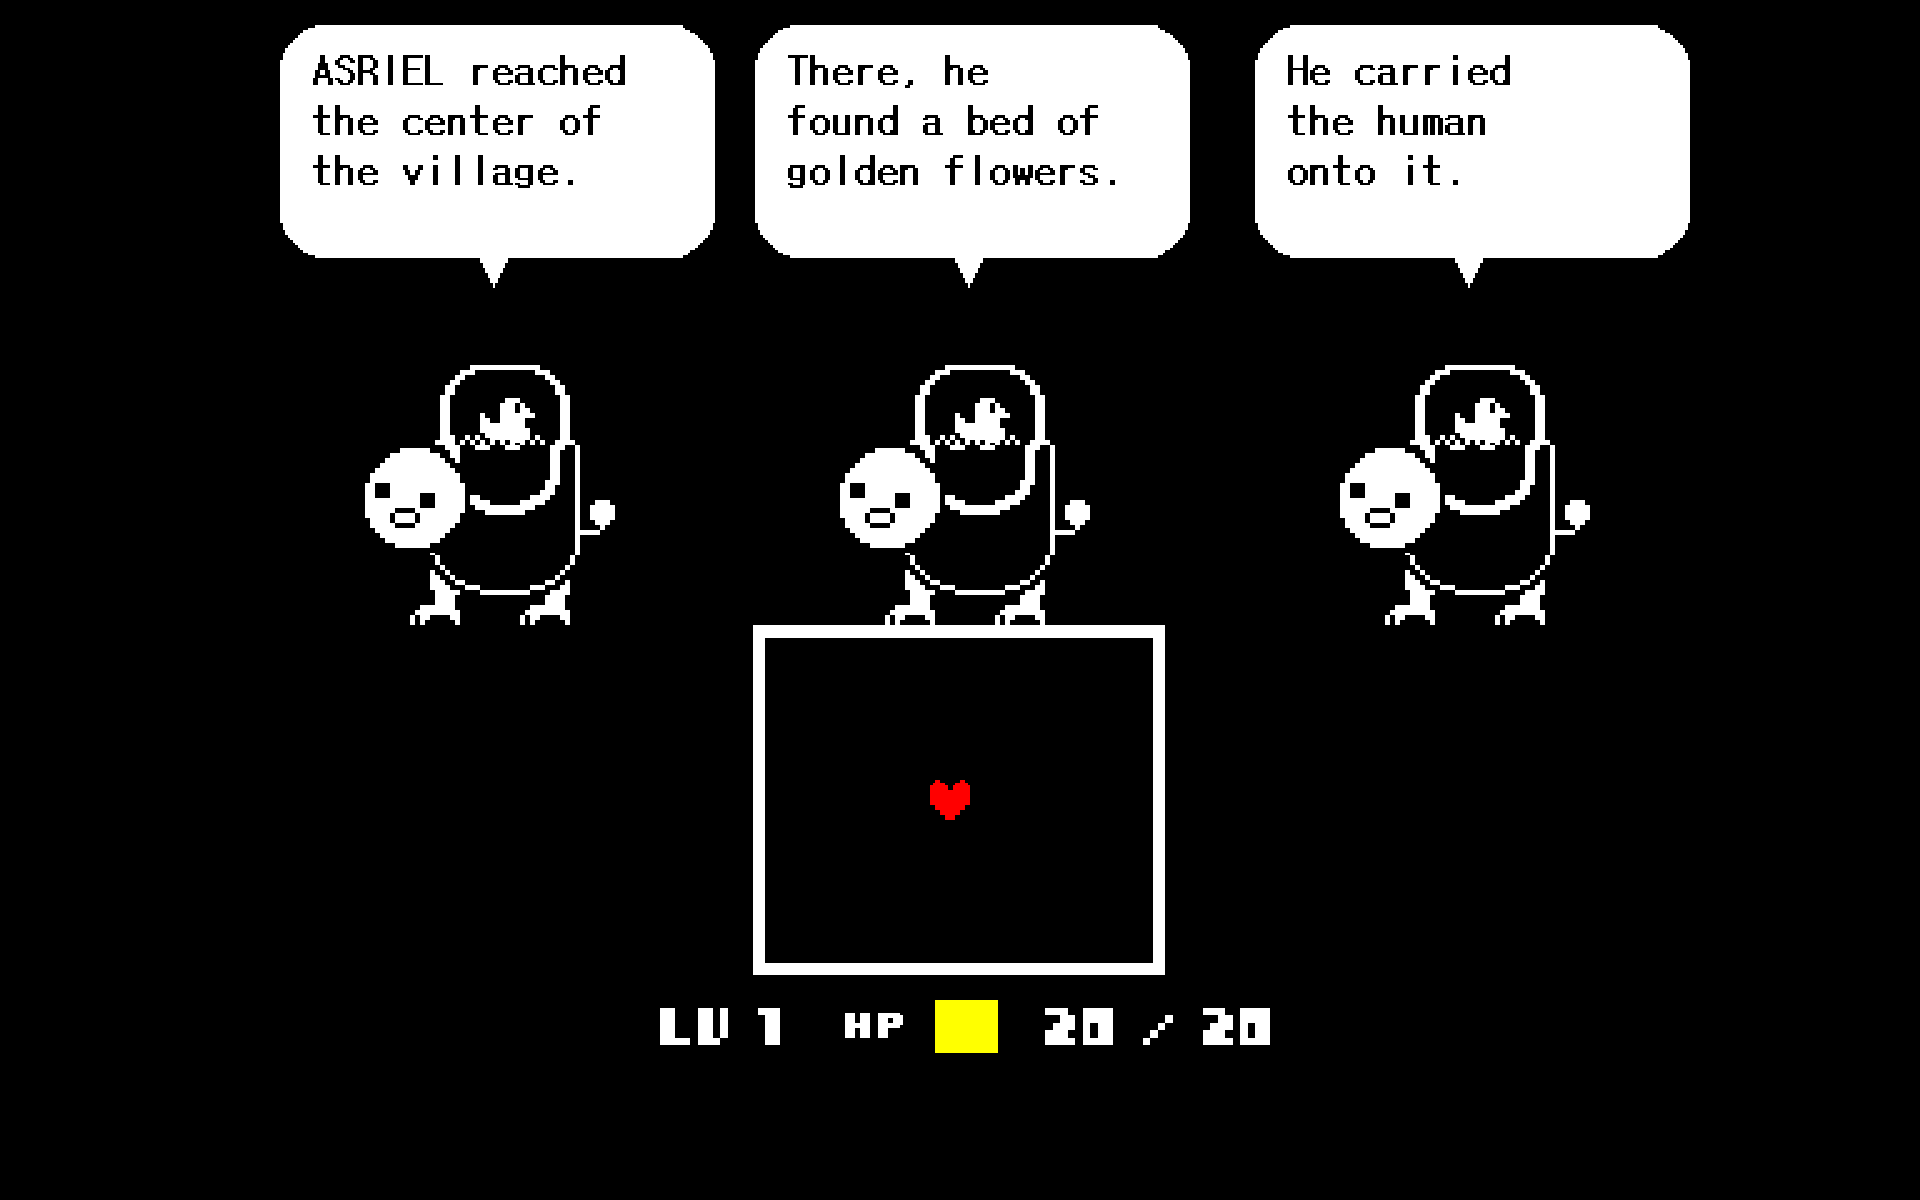 ASRIEL reached
the center of
the village.
There, he
found a bed of
golden flowers.
He carried
the human
onto it.
LV 1 HP 20 / 20